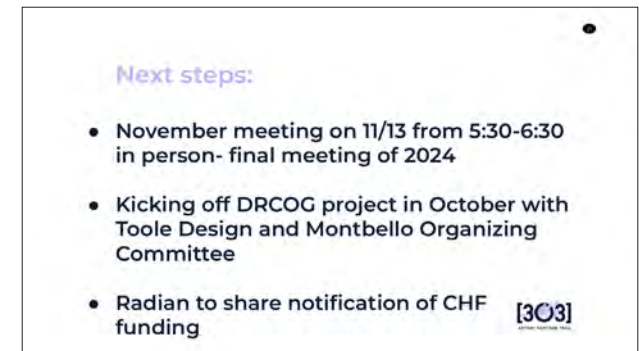 Next steps:
● November meeting on 11/13 from 5:30-6:30
in person- final meeting of 2024
● Kicking off DRCOG project in October with
Toole Design and Montbello Organizing
Committee
● Radian to share notification of CHF
funding
[303]